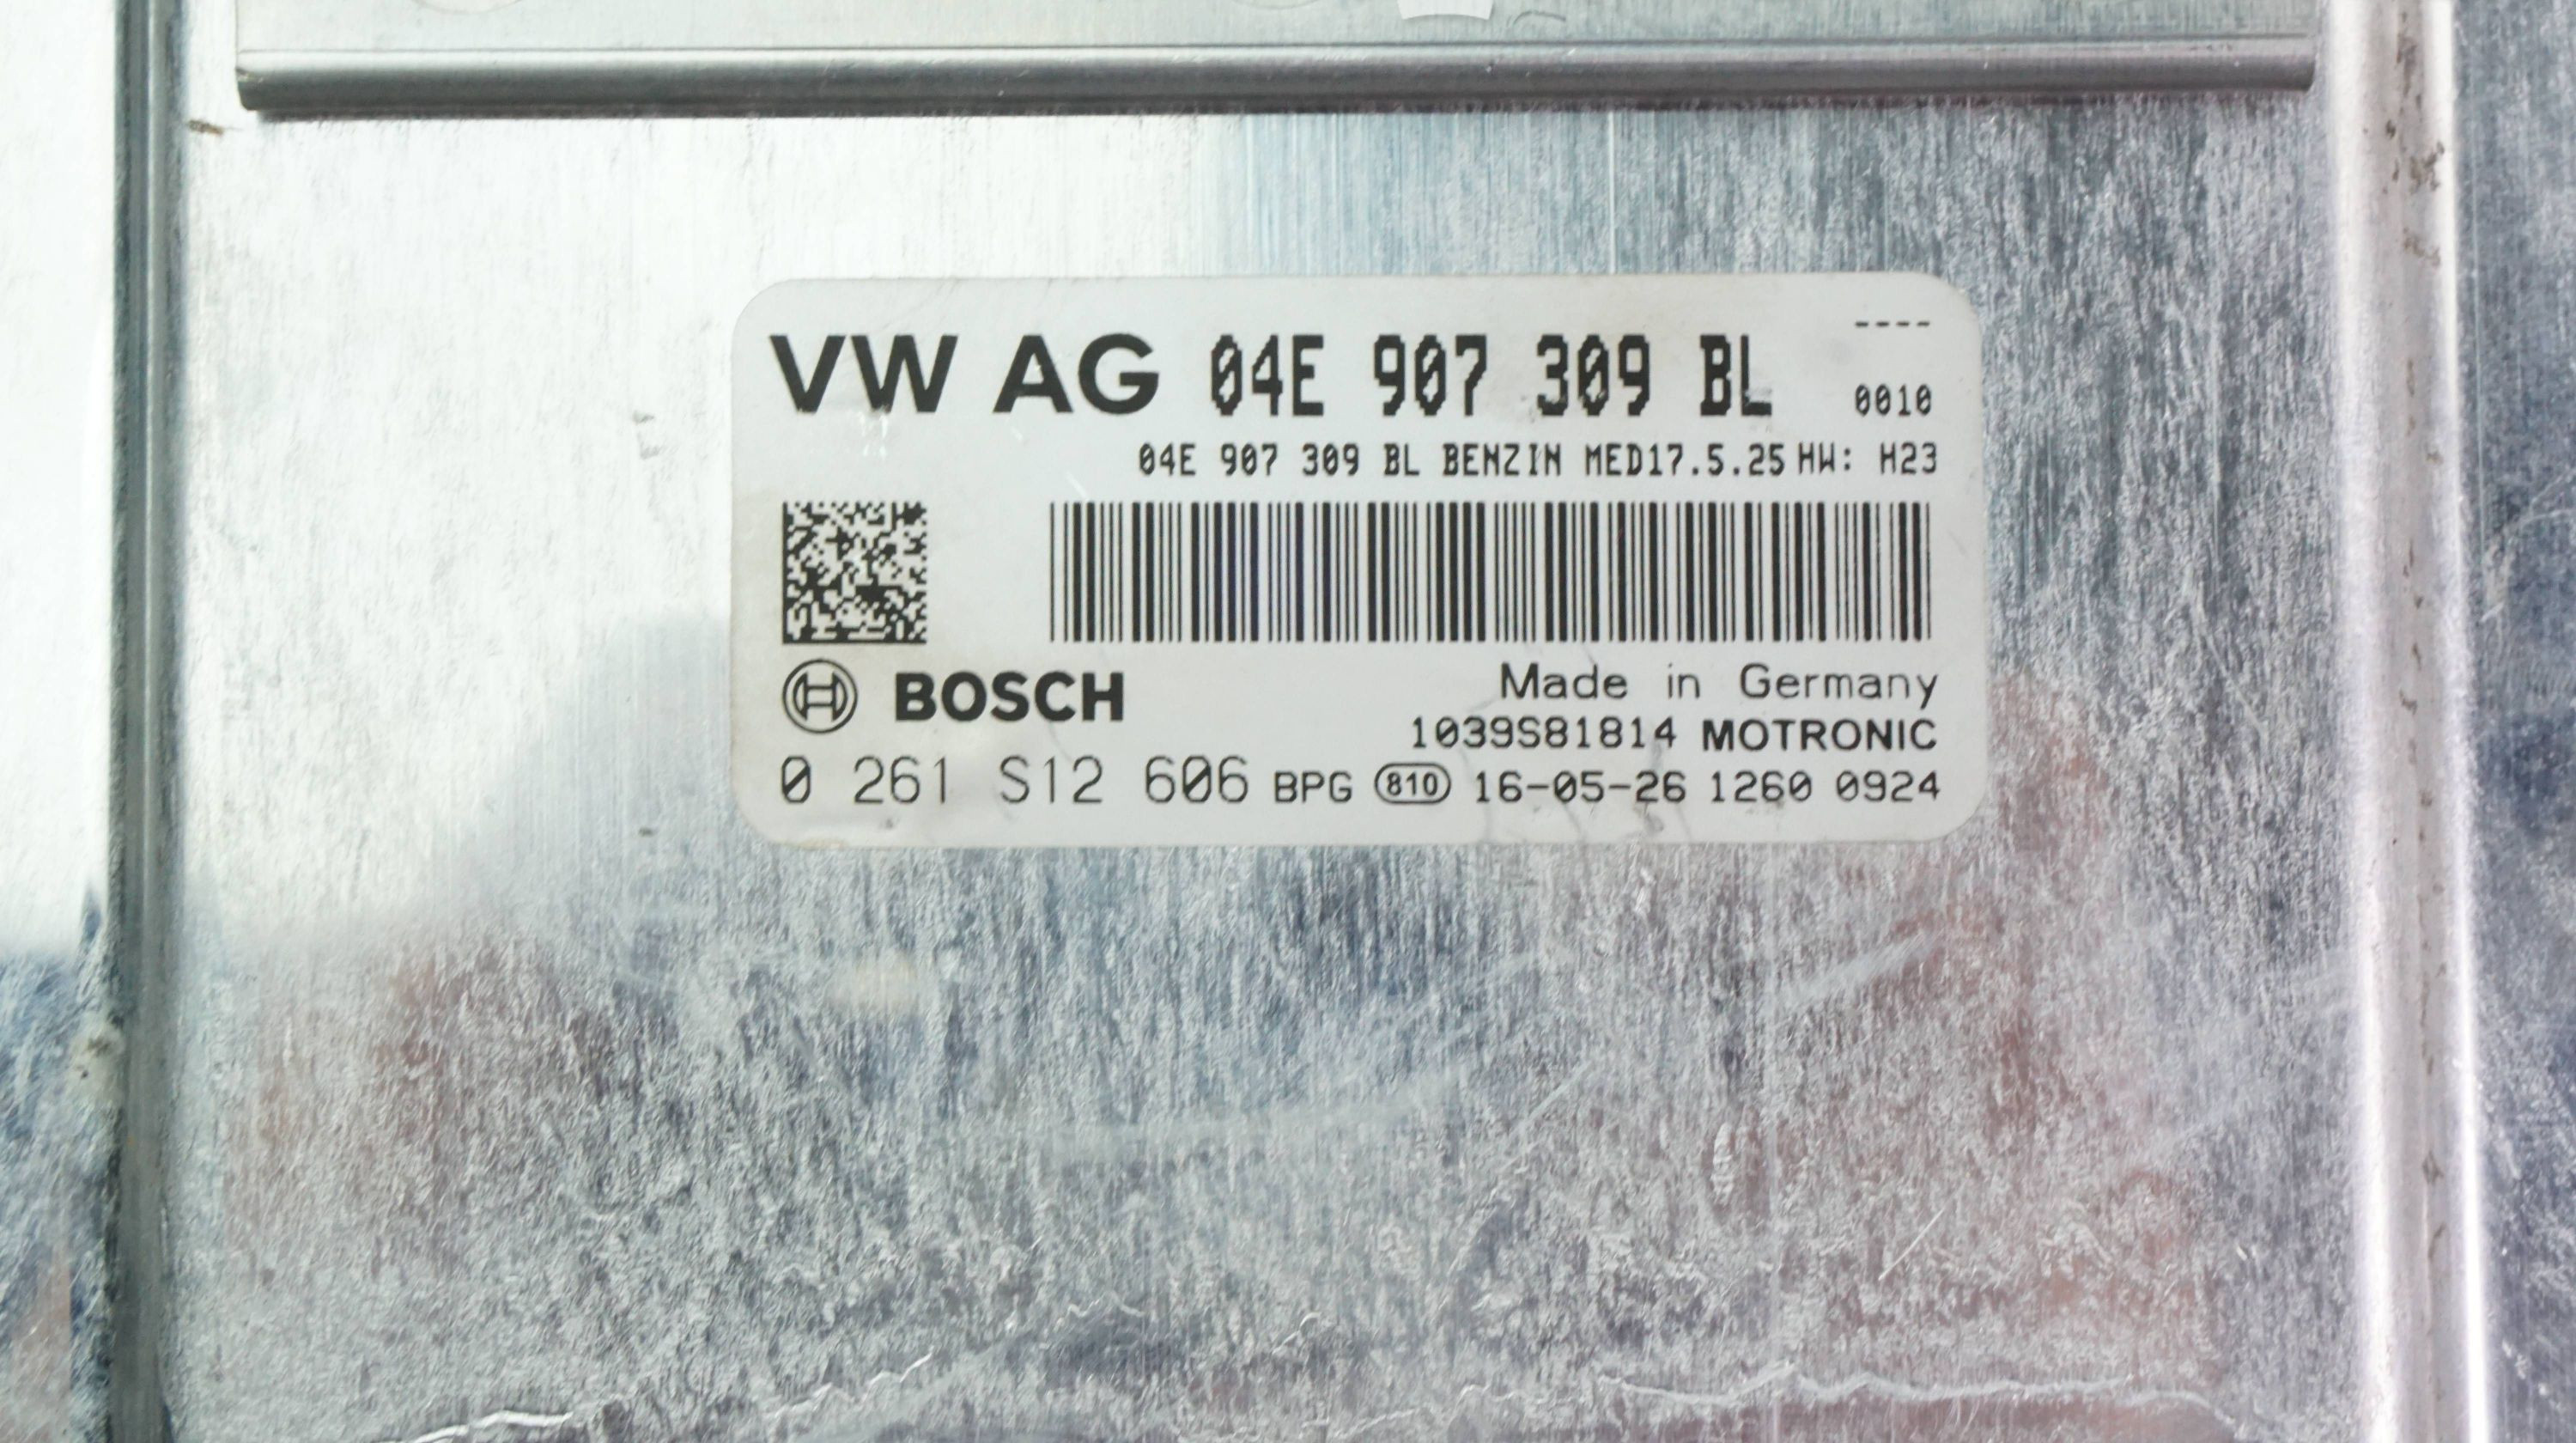 VW AG 04E 907 309 BL ----
0010
04E 907 309 BL BENZIN MED17.5.25 HW: H23
BOSCH
Made in Germany
1039S81814 MOTRONIC
0 261 S12 606 BPG 810 16-05-26 1260 0924